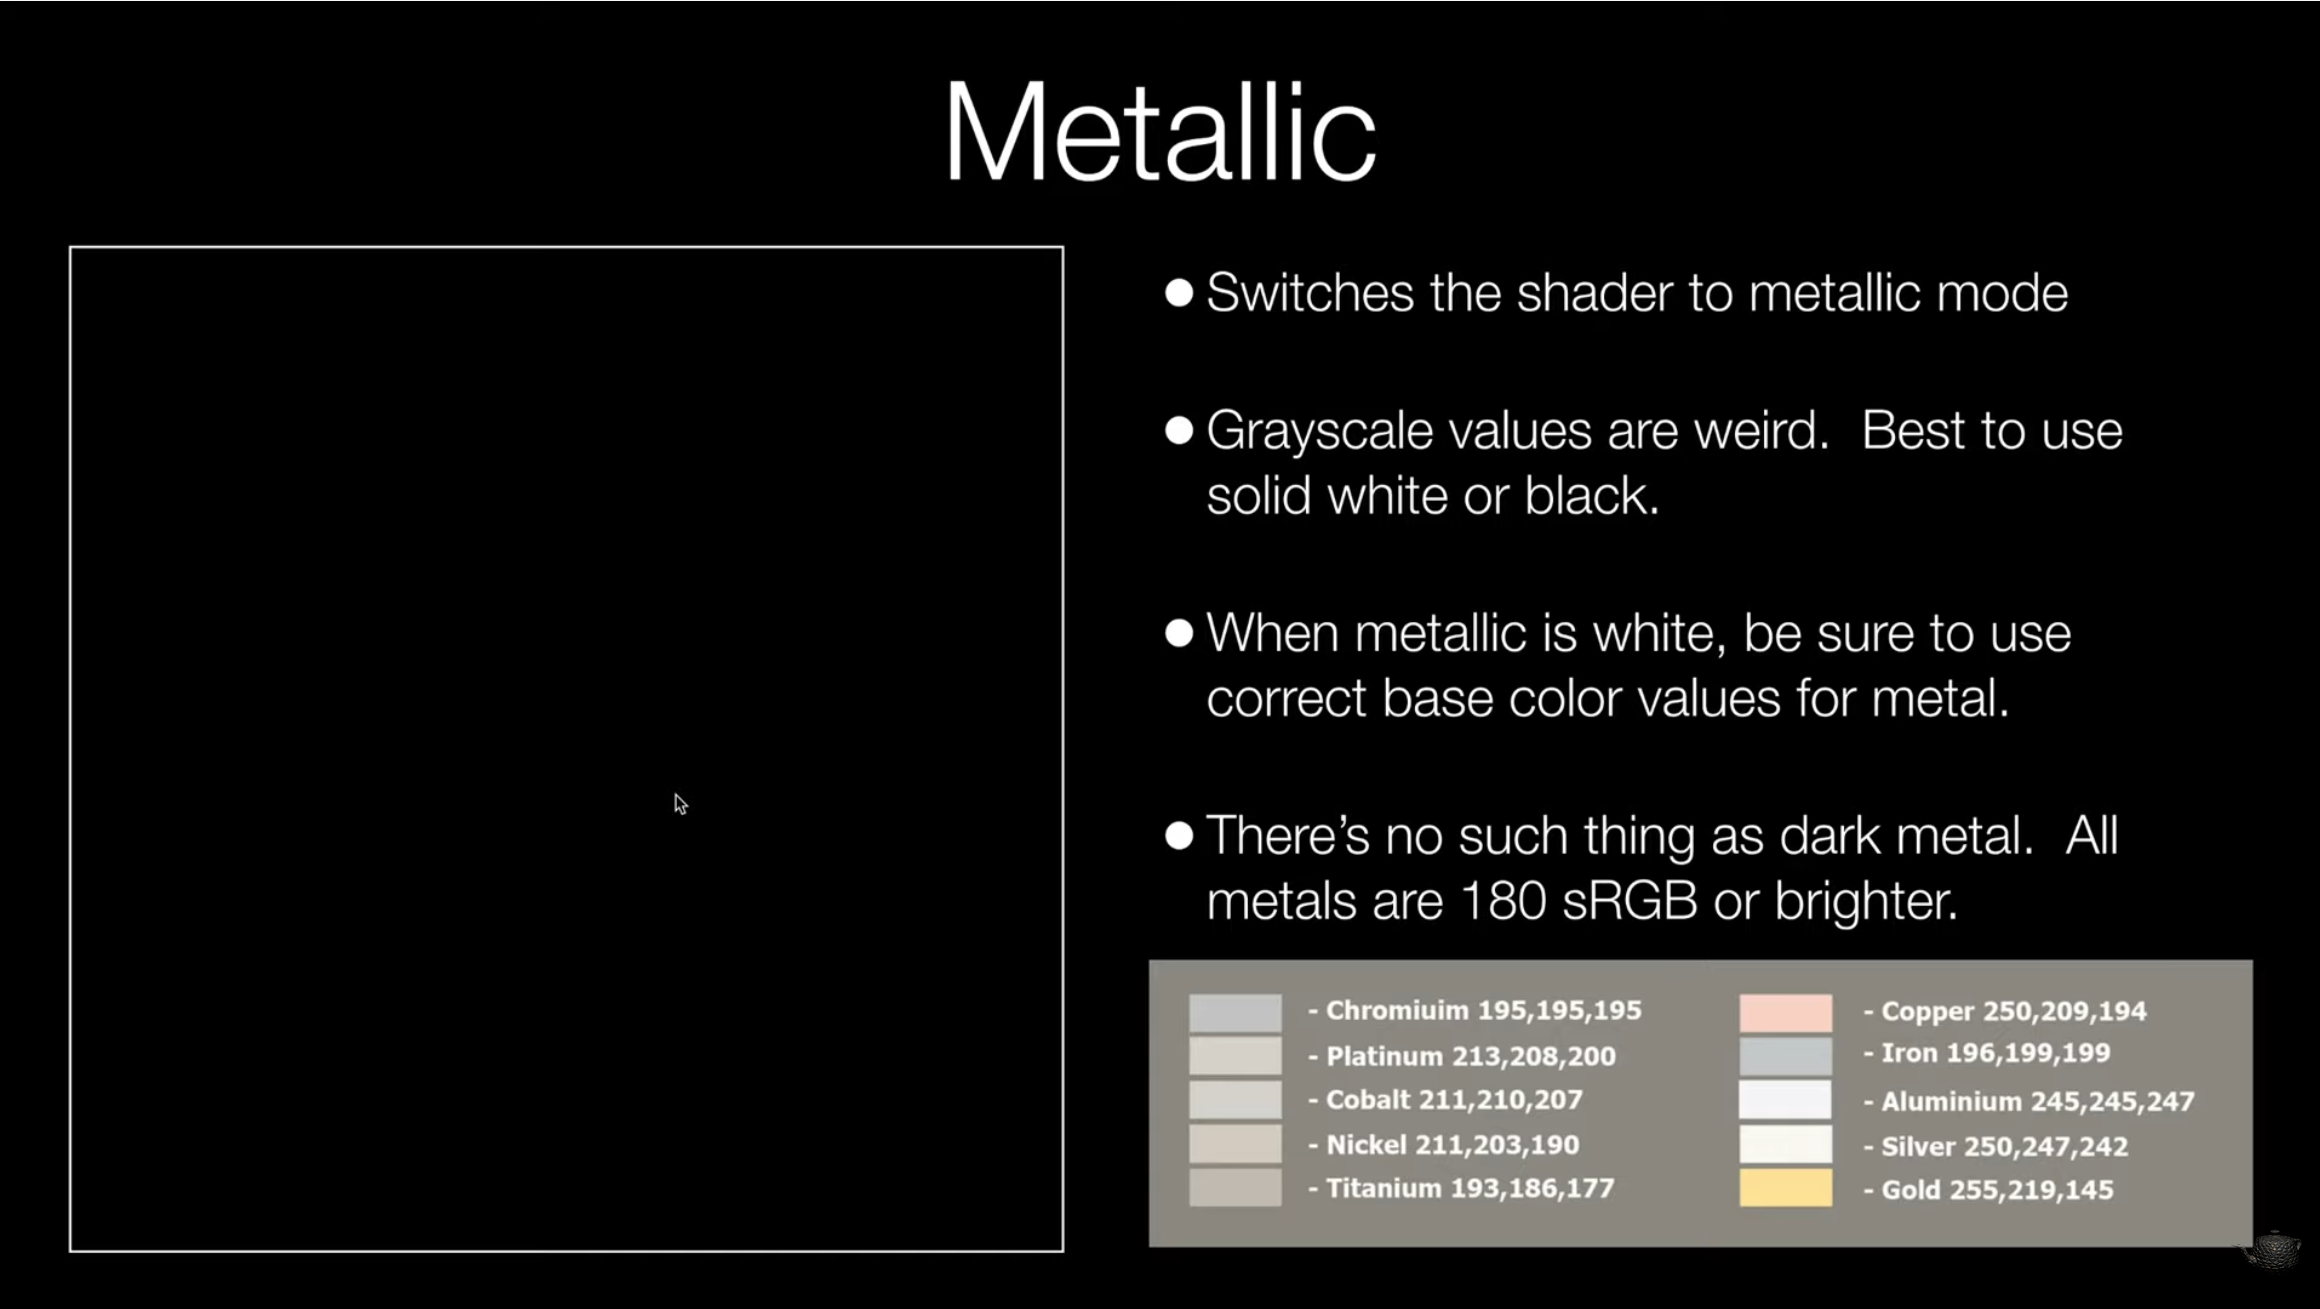 Metallic
● Switches the shader to metallic mode
● Grayscale values are weird.  Best to use
solid white or black.
● When metallic is white, be sure to use
correct base color values for metal.
● There’s no such thing as dark metal.  All
metals are 180 sRGB or brighter.
- Chromiuim 195,195,195
- Platinum 213,208,200
- Cobalt 211,210,207
- Nickel 211,203,190
- Titanium 193,186,177
- Copper 250,209,194
- Iron 196,199,199
- Aluminium 245,245,247
- Silver 250,247,242
- Gold 255,219,145